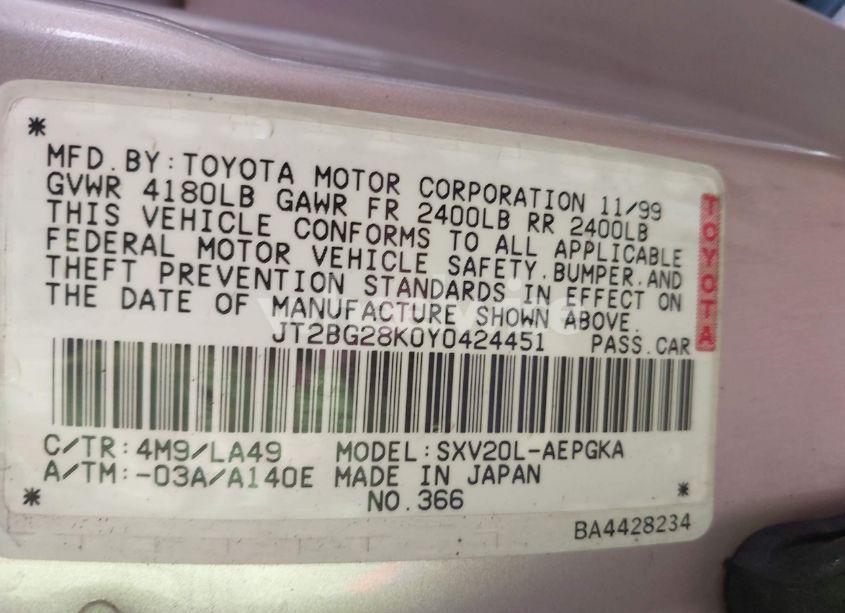 *
MFD.BY:TOYOTA MOTOR CORPORATION 11/99
GVWR 4180LB GAWR FR 2400LB RR 2400LB
THIS VEHICLE CONFORMS TO ALL APPLICABLE
FEDERAL MOTOR VEHICLE SAFETY,BUMPER,AND
THEFT PREVENTION STANDARDS IN EFFECT ON
THE DATE OF MANUFACTURE SHOWN ABOVE.
JT2BG28K0Y0424451 PASS.CAR
TOYOTA
C/TR:4M9/LA49 MODEL:SXV20L-AEPGKA
A/TM:-03A/A140E MADE IN JAPAN
* NO.366 *
BA4428234